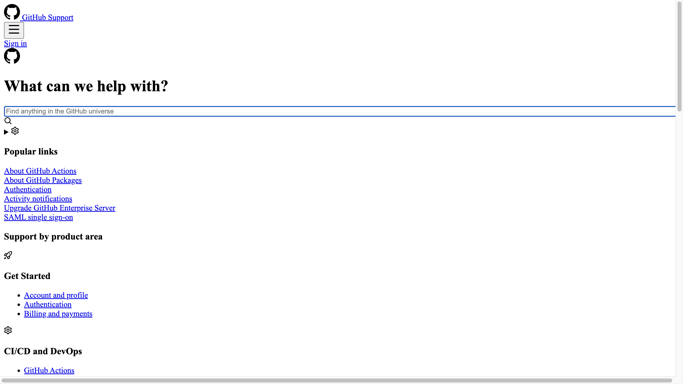 GitHub Support
Sign in
What can we help with?
Find anything in the GitHub universe
Popular links
About GitHub Actions
About GitHub Packages
Authentication
Activity notifications
Upgrade GitHub Enterprise Server
SAML single sign-on
Support by product area
Get Started
Account and profile
Authentication
Billing and payments
CI/CD and DevOps
GitHub Actions